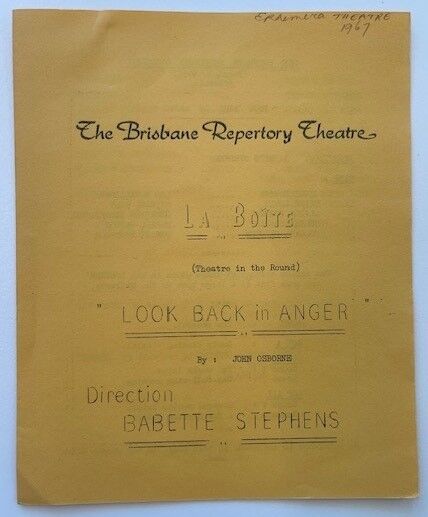 Ephemera THEATRE
1967
The Brisbane Repertory Theatre
LA BOÎTE
(Theatre in the Round)
" LOOK BACK in ANGER "
By : JOHN OSBORNE
Direction
BABETTE STEPHENS